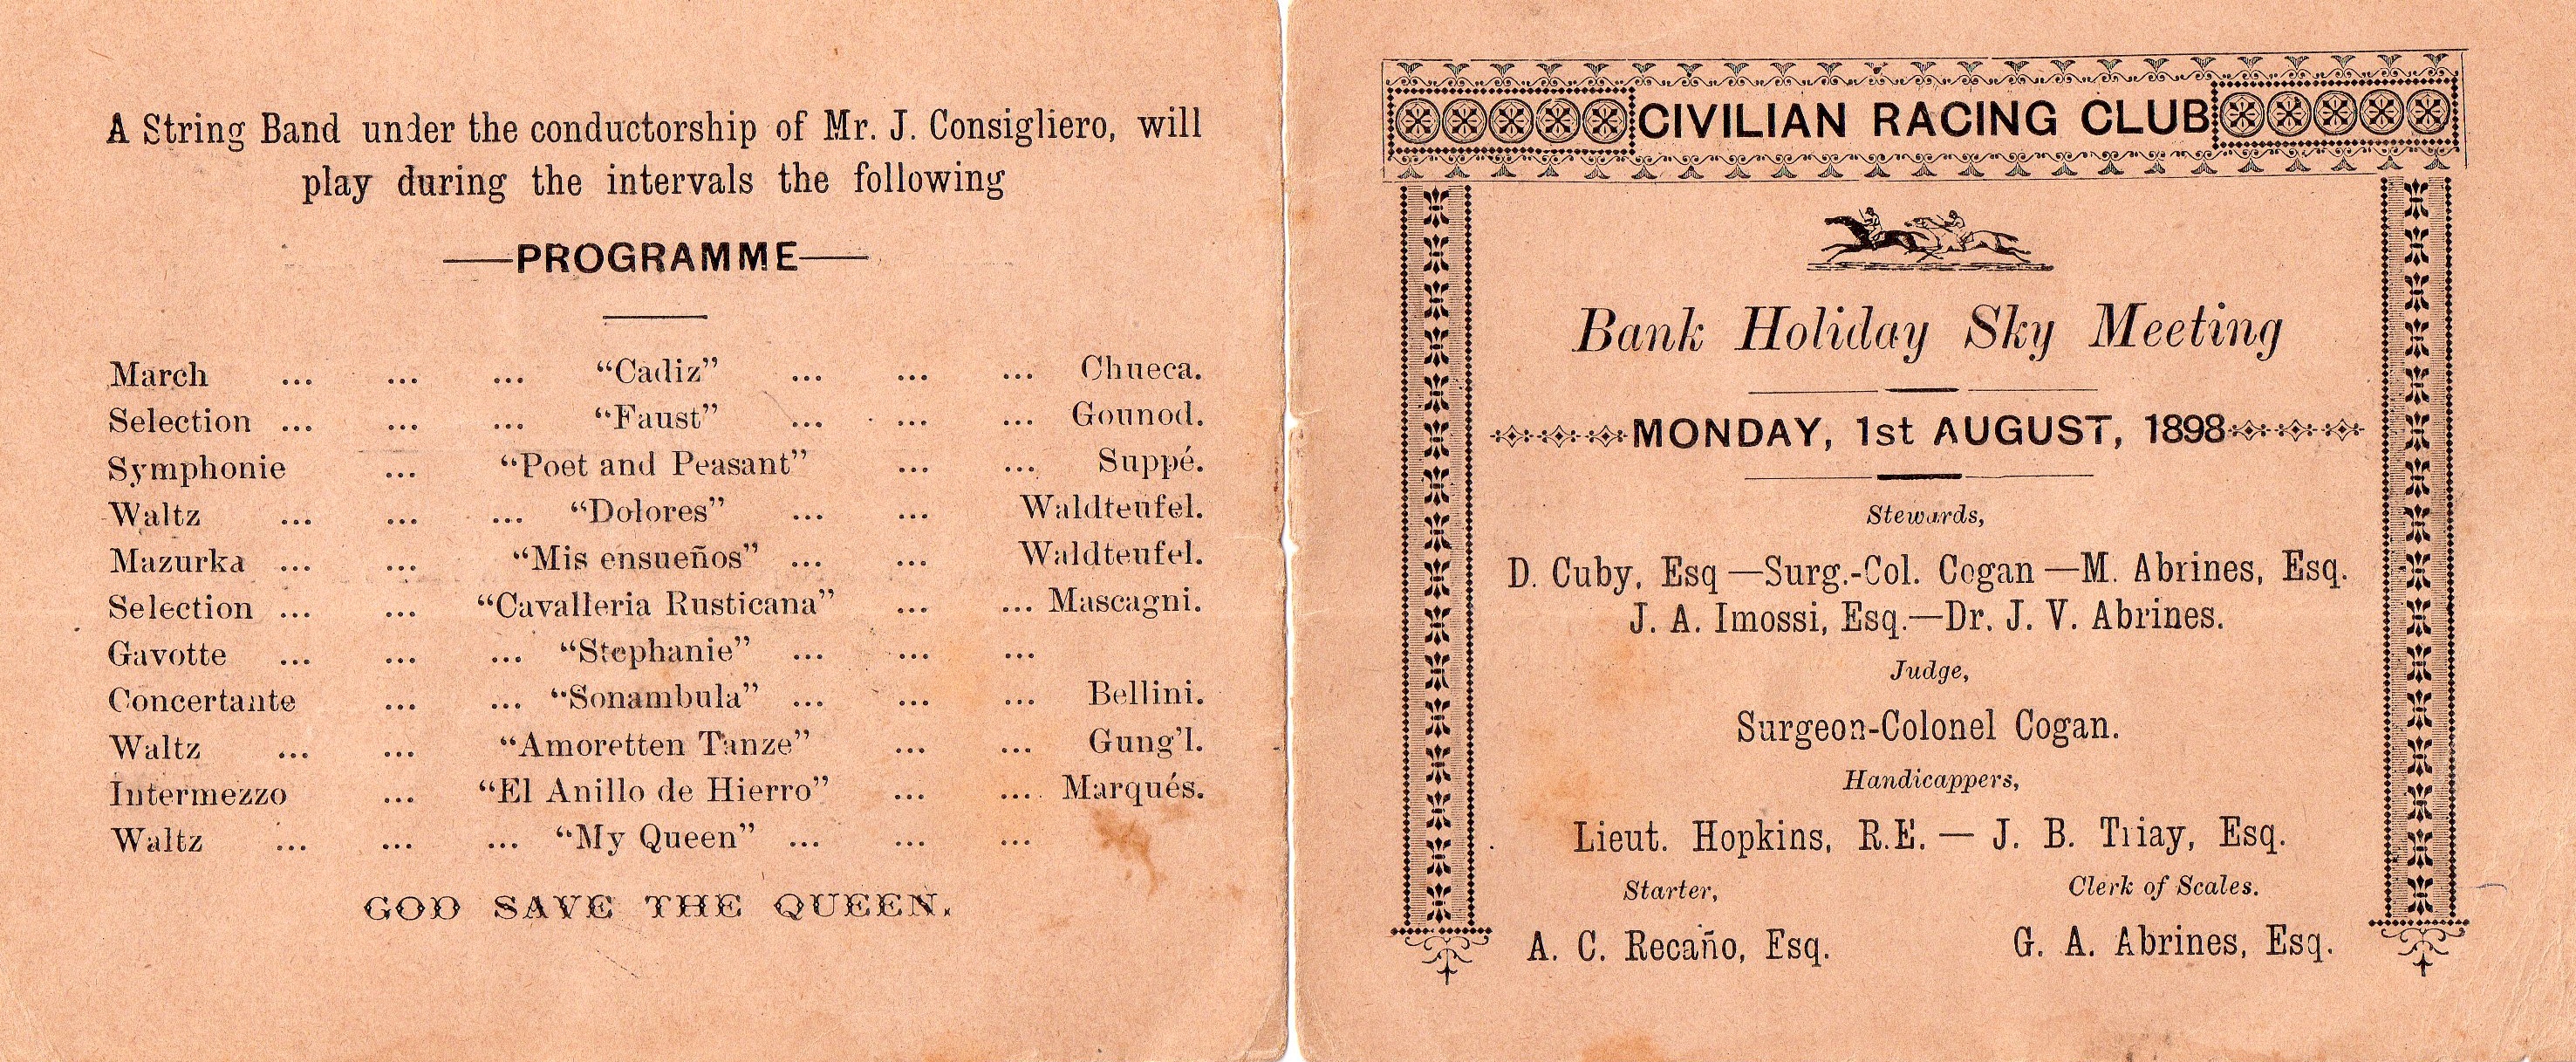 A String Band under the conductorship of Mr. J. Consigliero, will
play during the intervals the following
PROGRAMME
March ... ... ... “Cadiz” ... ... ... Chueca.
Selection ... ... ... “Faust” ... ... ... Gounod.
Symphonie ... “Poet and Peasant” ... ... Suppé.
Waltz ... ... ... “Dolores” ... ... Waldteufel.
Mazurka ... ... “Mis ensueños” ... ... Waldteufel.
Selection ... ... “Cavalleria Rusticana” ... ... Mascagni.
Gavotte ... ... ... “Stephanie” ... ... ...
Concertante ... ... “Sonambula” ... ... ... Bellini.
Waltz ... ... “Amoretten Tanze” ... ... Gung’l.
Intermezzo ... “El Anillo de Hierro” ... ... Marqués.
Waltz ... ... ... “My Queen” ... ... ...
GOD SAVE THE QUEEN.
CIVILIAN RACING CLUB
Bank Holiday Sky Meeting
MONDAY, 1st AUGUST, 1898
Stewards,
D. Cuby, Esq—Surg.-Col. Cogan—M. Abrines, Esq.
J. A. Imossi, Esq.—Dr. J. V. Abrines.
Judge,
Surgeon-Colonel Cogan.
Handicappers,
Lieut. Hopkins, R.E. — J. B. Triay, Esq.
Starter, Clerk of Scales.
A. C. Recaño, Esq. G. A. Abrines, Esq.